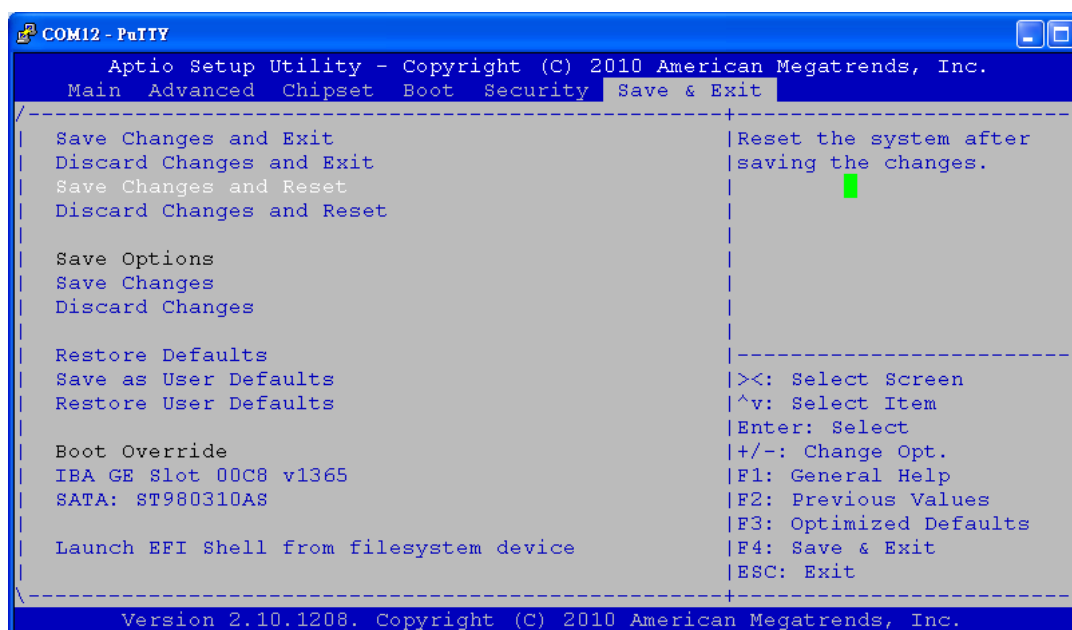 COM12 - PuTTY
Aptio Setup Utility - Copyright (C) 2010 American Megatrends, Inc.
Main Advanced Chipset Boot Security Save & Exit
Save Changes and Exit
Discard Changes and Exit
Save Changes and Reset
Discard Changes and Reset
Save Options
Save Changes
Discard Changes
Restore Defaults
Save as User Defaults
Restore User Defaults
Boot Override
IBA GE Slot 00C8 v1365
SATA: ST980310AS
Launch EFI Shell from filesystem device
Reset the system after
saving the changes.
><: Select Screen
^v: Select Item
Enter: Select
+/-: Change Opt.
F1: General Help
F2: Previous Values
F3: Optimized Defaults
F4: Save & Exit
ESC: Exit
Version 2.10.1208. Copyright (C) 2010 American Megatrends, Inc.